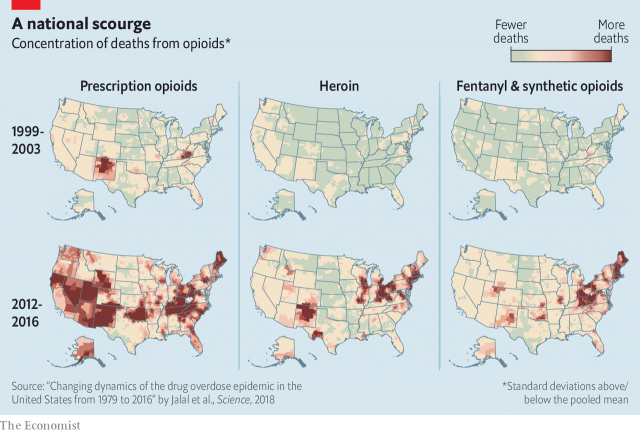 A national scourge
Concentration of deaths from opioids*
Fewer
deaths
More
deaths
Prescription opioids
Heroin
Fentanyl & synthetic opioids
1999-
2003
2012-
2016
Source: "Changing dynamics of the drug overdose epidemic in the
United States from 1979 to 2016" by Jalal et al., Science, 2018
*Standard deviations above/
below the pooled mean
The Economist